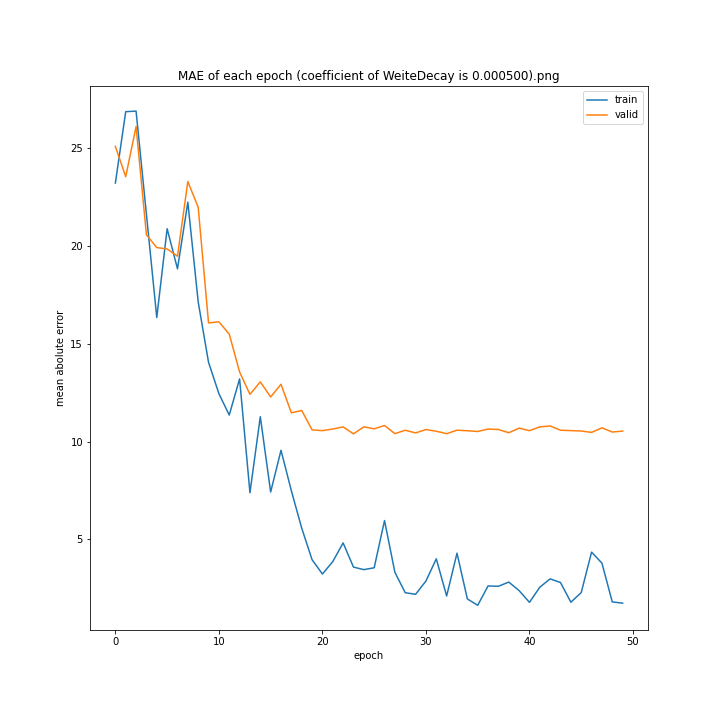 MAE of each epoch (coefficient of WeiteDecay is 0.000500).png
train
valid
25
20
15
10
5
mean abolute error
0
10
20
30
40
50
epoch